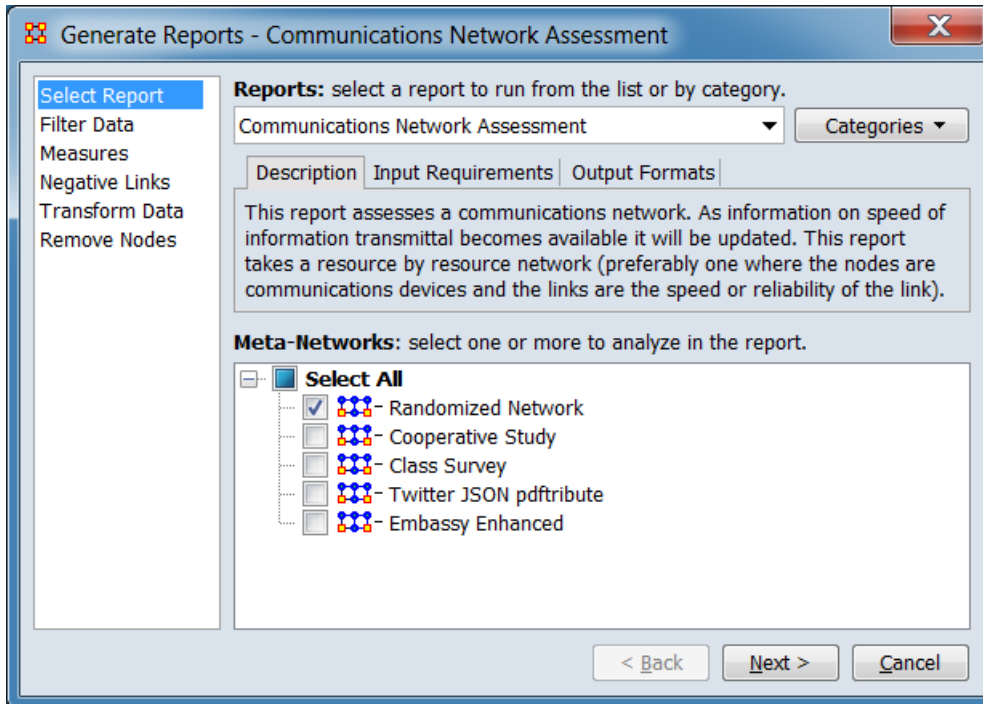 Generate Reports - Communications Network Assessment
X
Select Report
Filter Data
Measures
Negative Links
Transform Data
Remove Nodes
Reports: select a report to run from the list or by category.
Communications Network Assessment
Categories
Description Input Requirements Output Formats
This report assesses a communications network. As information on speed of
information transmittal becomes available it will be updated. This report
takes a resource by resource network (preferably one where the nodes are
communications devices and the links are the speed or reliability of the link).
Meta-Networks: select one or more to analyze in the report.
Select All
Randomized Network
Cooperative Study
Class Survey
Twitter JSON pdftribute
Embassy Enhanced
< Back Next > Cancel